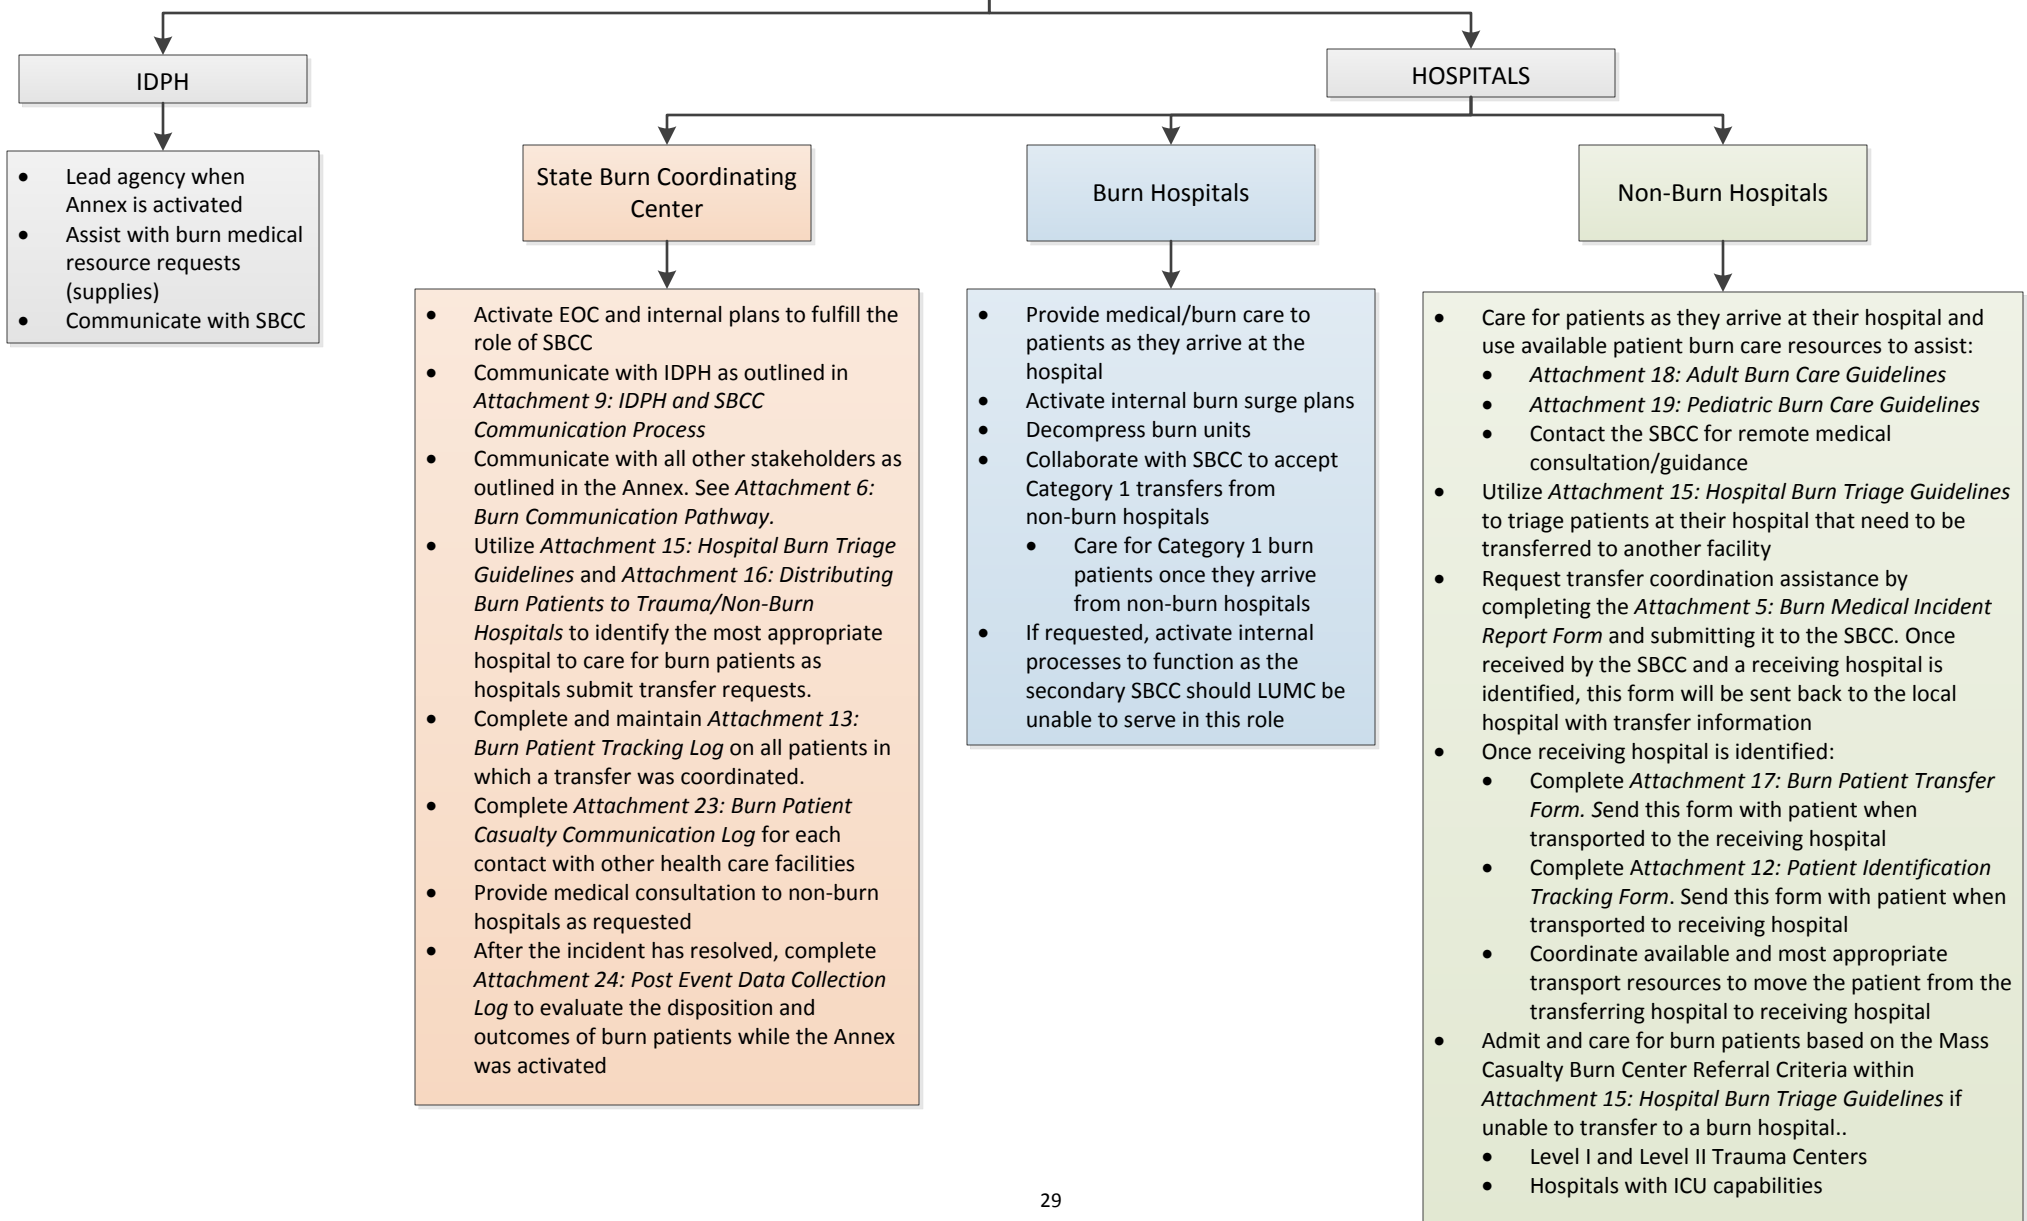 IDPH
HOSPITALS
• Lead agency when
Annex is activated
• Assist with burn medical
resource requests
(supplies)
• Communicate with SBCC
State Burn Coordinating
Center
Burn Hospitals
Non-Burn Hospitals
• Activate EOC and internal plans to fulfill the
role of SBCC
• Communicate with IDPH as outlined in
Attachment 9: IDPH and SBCC
Communication Process
• Communicate with all other stakeholders as
outlined in the Annex. See Attachment 6:
Burn Communication Pathway.
• Utilize Attachment 15: Hospital Burn Triage
Guidelines and Attachment 16: Distributing
Burn Patients to Trauma/Non-Burn
Hospitals to identify the most appropriate
hospital to care for burn patients as
hospitals submit transfer requests.
• Complete and maintain Attachment 13:
Burn Patient Tracking Log on all patients in
which a transfer was coordinated.
• Complete Attachment 23: Burn Patient
Casualty Communication Log for each
contact with other health care facilities
• Provide medical consultation to non-burn
hospitals as requested
• After the incident has resolved, complete
Attachment 24: Post Event Data Collection
Log to evaluate the disposition and
outcomes of burn patients while the Annex
was activated
• Provide medical/burn care to
patients as they arrive at the
hospital
• Activate internal burn surge plans
• Decompress burn units
• Collaborate with SBCC to accept
Category 1 transfers from
non-burn hospitals
• Care for Category 1 burn
patients once they arrive
from non-burn hospitals
• If requested, activate internal
processes to function as the
secondary SBCC should LUMC be
unable to serve in this role
• Care for patients as they arrive at their hospital and
use available patient burn care resources to assist:
• Attachment 18: Adult Burn Care Guidelines
• Attachment 19: Pediatric Burn Care Guidelines
• Contact the SBCC for remote medical
consultation/guidance
• Utilize Attachment 15: Hospital Burn Triage Guidelines
to triage patients at their hospital that need to be
transferred to another facility
• Request transfer coordination assistance by
completing the Attachment 5: Burn Medical Incident
Report Form and submitting it to the SBCC. Once
received by the SBCC and a receiving hospital is
identified, this form will be sent back to the local
hospital with transfer information
• Once receiving hospital is identified:
• Complete Attachment 17: Burn Patient Transfer
Form. Send this form with patient when
transported to the receiving hospital
• Complete Attachment 12: Patient Identification
Tracking Form. Send this form with patient when
transported to receiving hospital
• Coordinate available and most appropriate
transport resources to move the patient from the
transferring hospital to receiving hospital
• Admit and care for burn patients based on the Mass
Casualty Burn Center Referral Criteria within
Attachment 15: Hospital Burn Triage Guidelines if
unable to transfer to a burn hospital..
• Level I and Level II Trauma Centers
• Hospitals with ICU capabilities
29